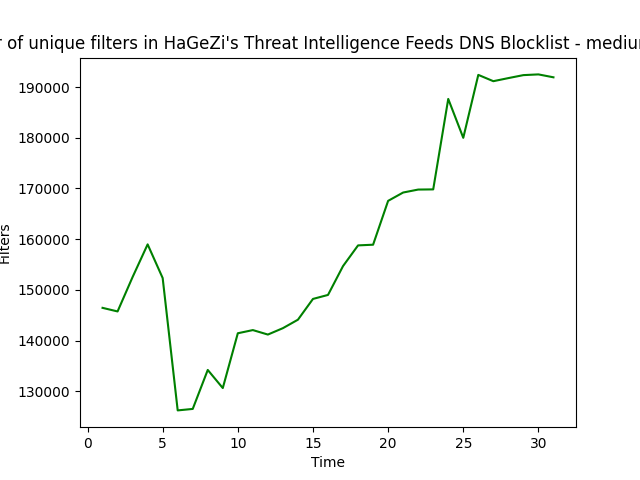 r of unique filters in HaGeZi's Threat Intelligence Feeds DNS Blocklist - mediu
190000
180000
170000
160000
150000
140000
130000
Filters
0 5 10 15 20 25 30
Time